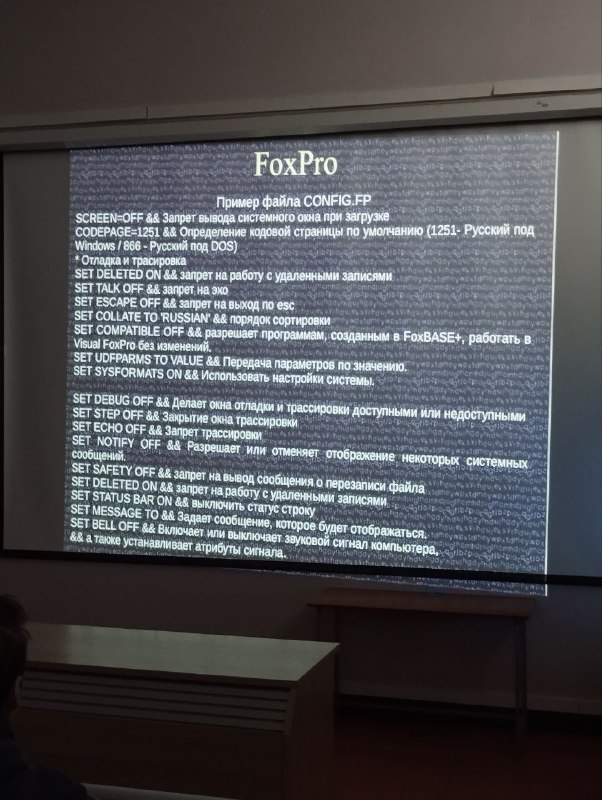 FoxPro
Пример файла CONFIG.FP
SCREEN=OFF && Запрет вывода системного окна при загрузке
CODEPAGE=1251 && Определение кодовой страницы по умолчанию (1251- Русский под
Windows / 866 - Русский под DOS)
* Отладка и трасировка
SET DELETED ON && запрет на работу с удаленными записями
SET TALK OFF && запрет на эхо
SET ESCAPE OFF && запрет на выход по esc
SET COLLATE TO 'RUSSIAN' && порядок сортировки
SET COMPATIBLE OFF && разрешает программам, созданным в FoxBASE+, работать в
Visual FoxPro без изменений.
SET UDFPARMS TO VALUE && Передача параметров по значению.
SET SYSFORMATS ON && Использовать настройки системы.
SET DEBUG OFF && Делает окна отладки и трассировки доступными или недоступными
SET STEP OFF && Закрытие окна трассировки
SET ECHO OFF && Запрет трассировки
SET NOTIFY OFF && Разрешает или отменяет отображение некоторых системных
сообщений.
SET SAFETY OFF && запрет на вывод сообщения о перезаписи файла
SET DELETED ON && запрет на работу с удаленными записями
SET STATUS BAR ON && выключить статус строку
SET MESSAGE TO && Задает сообщение, которое будет отображаться.
SET BELL OFF && Включает или выключает звуковой сигнал компьютера,
&& а также устанавливает атрибуты сигнала.